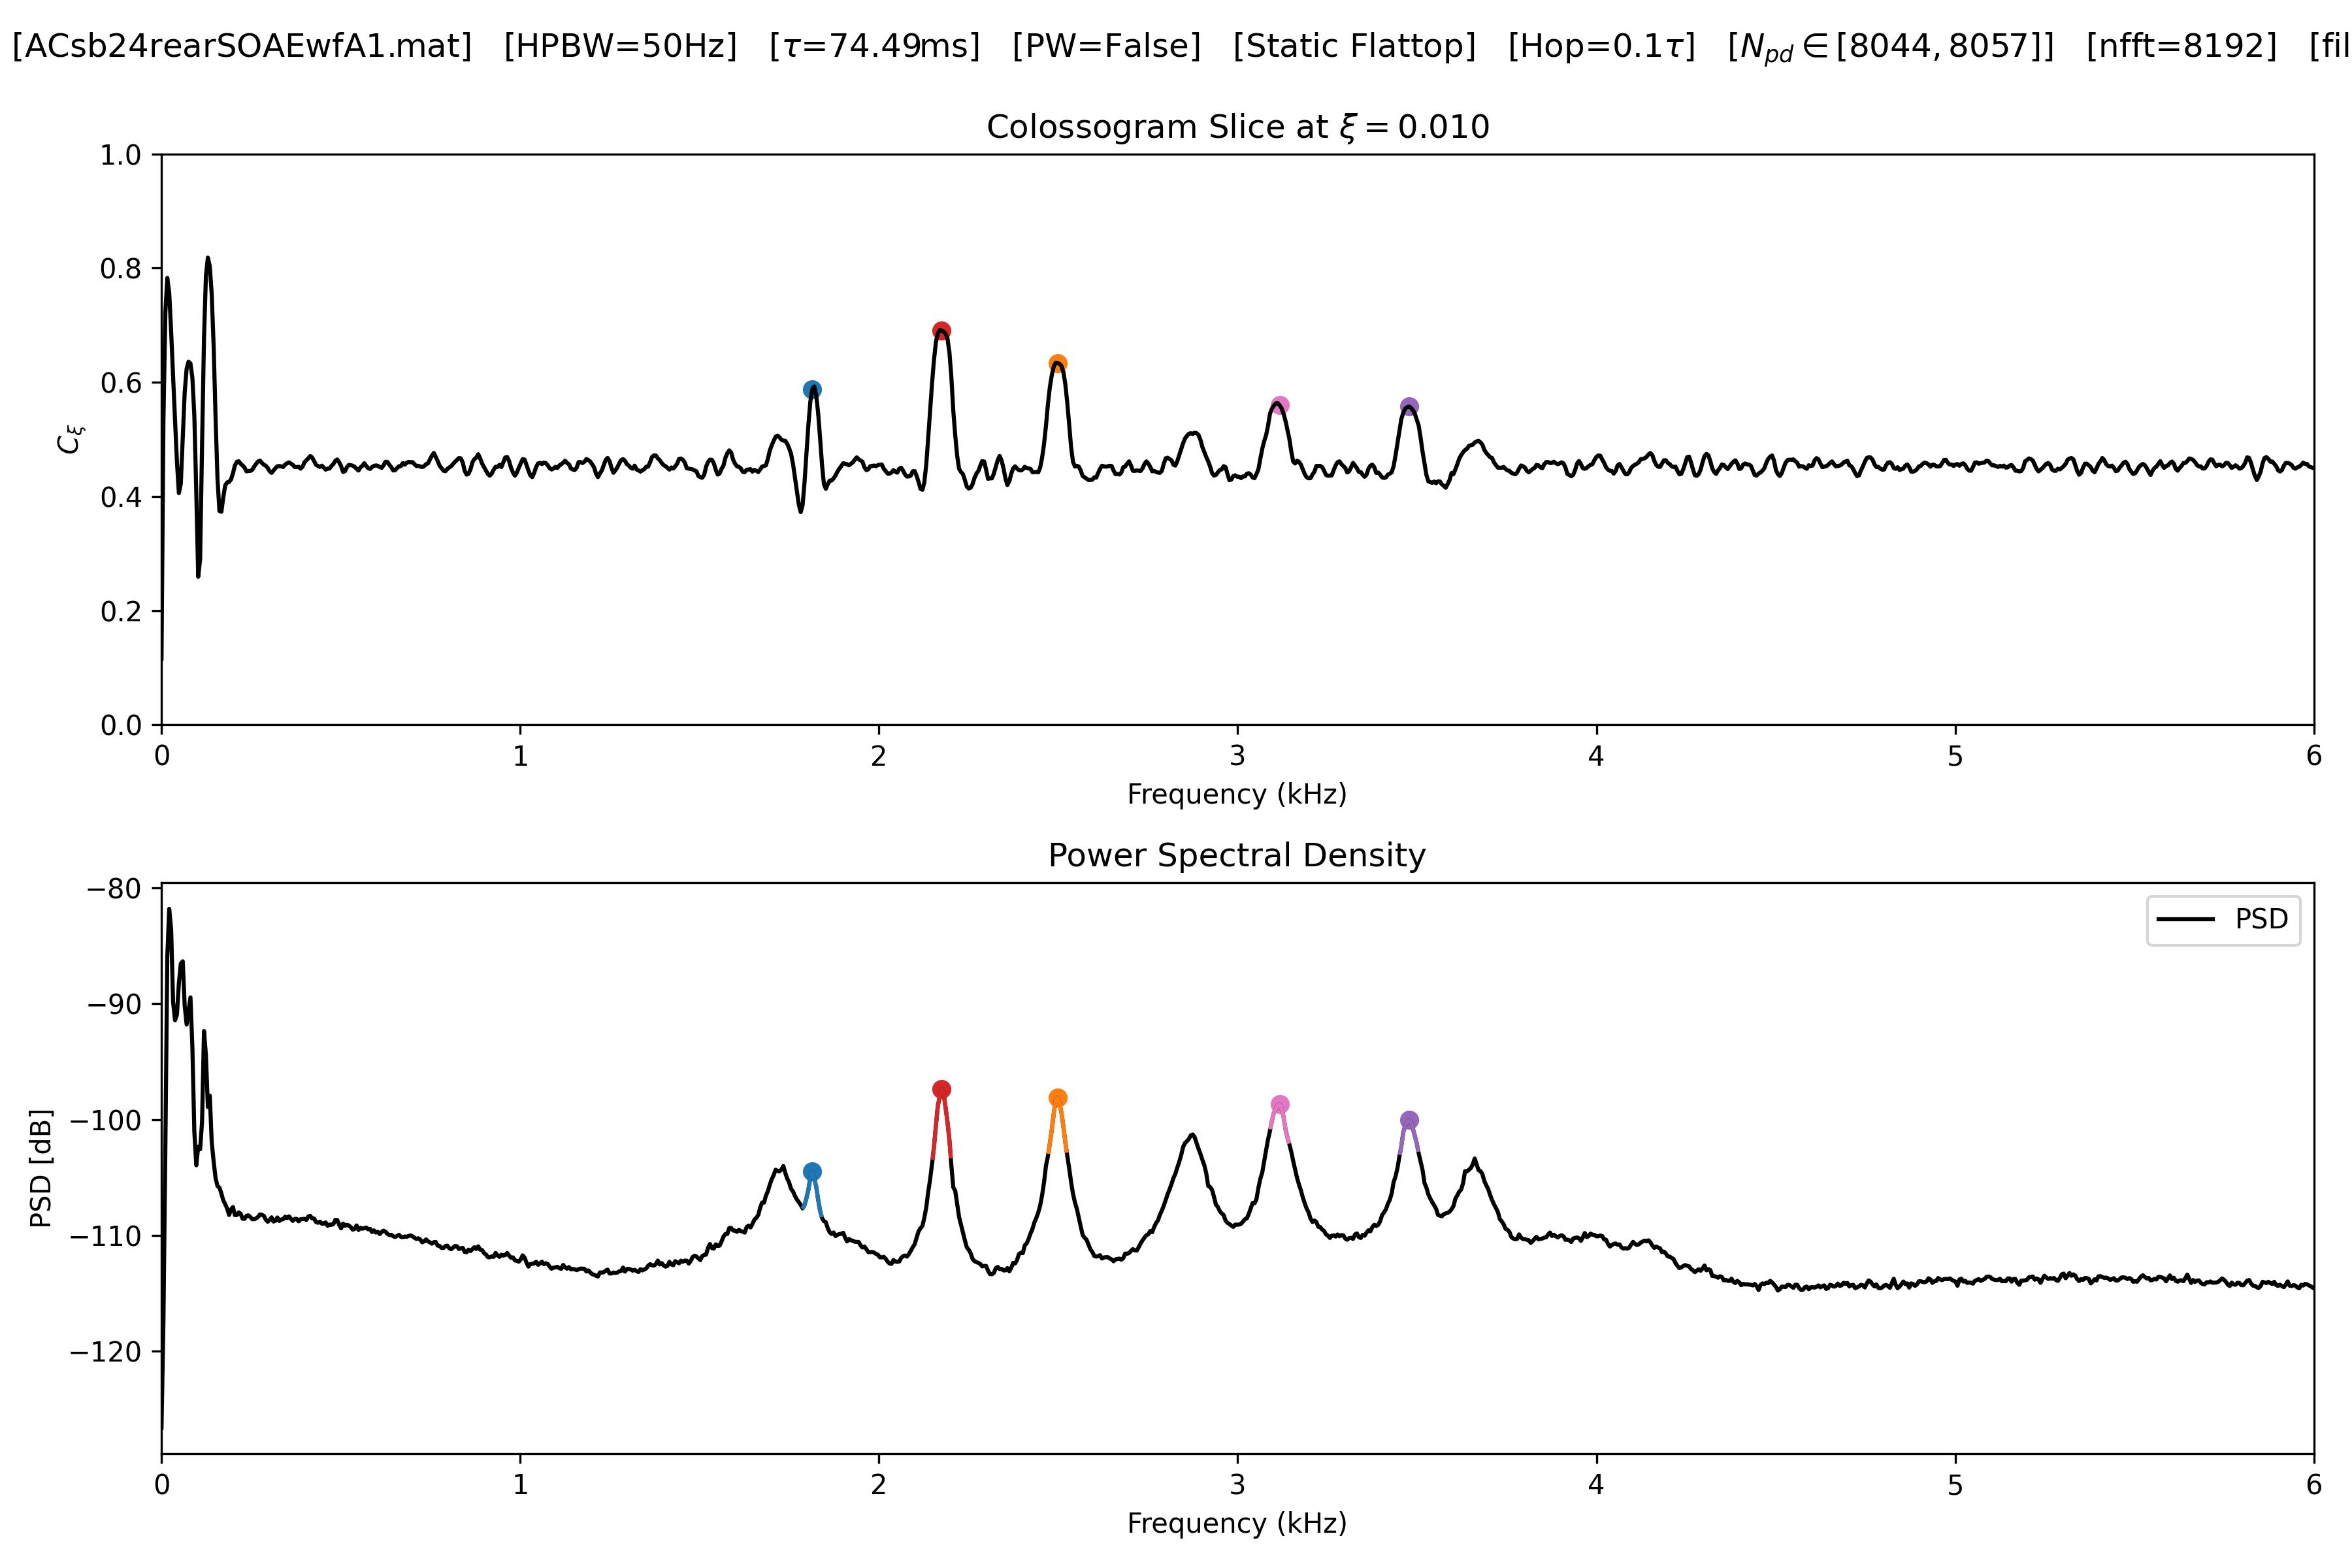 [ACsb24rearSOAEwfA1.mat] [HPBW=50Hz] [τ=74.49ms] [PW=False] [Static Flattop] [Hop=0.1τ] [N_pd ∈ [8044, 8057]] [nfft=8192] [fil
Colossogram Slice at ξ = 0.010
1.0
0.8
0.6
0.4
0.2
0.0
C_ξ
0 1 2 3 4 5 6
Frequency (kHz)
Power Spectral Density
−80
−90
−100
−110
−120
PSD [dB]
PSD
0 1 2 3 4 5 6
Frequency (kHz)